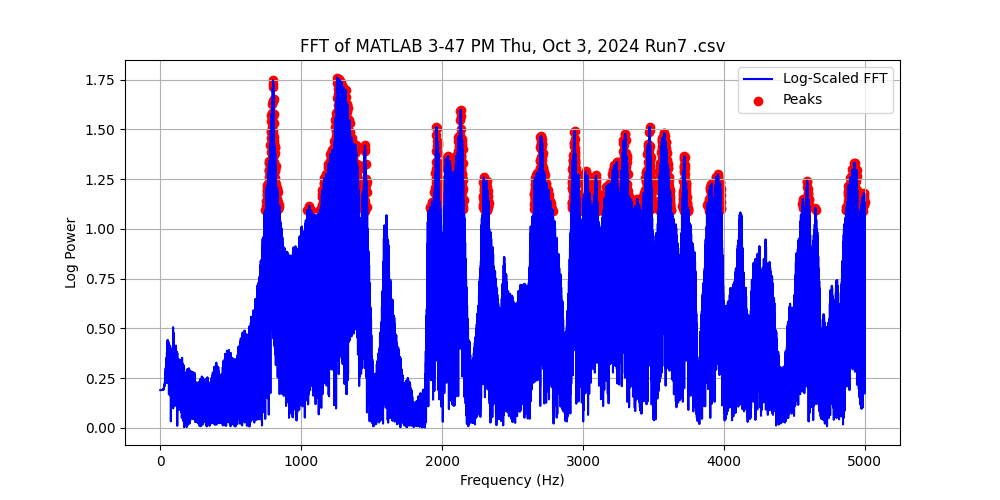 FFT of MATLAB 3-47 PM Thu, Oct 3, 2024 Run7 .csv
Log-Scaled FFT
Peaks
1.75
1.50
1.25
1.00
0.75
0.50
0.25
0.00
Log Power
0 1000 2000 3000 4000 5000
Frequency (Hz)